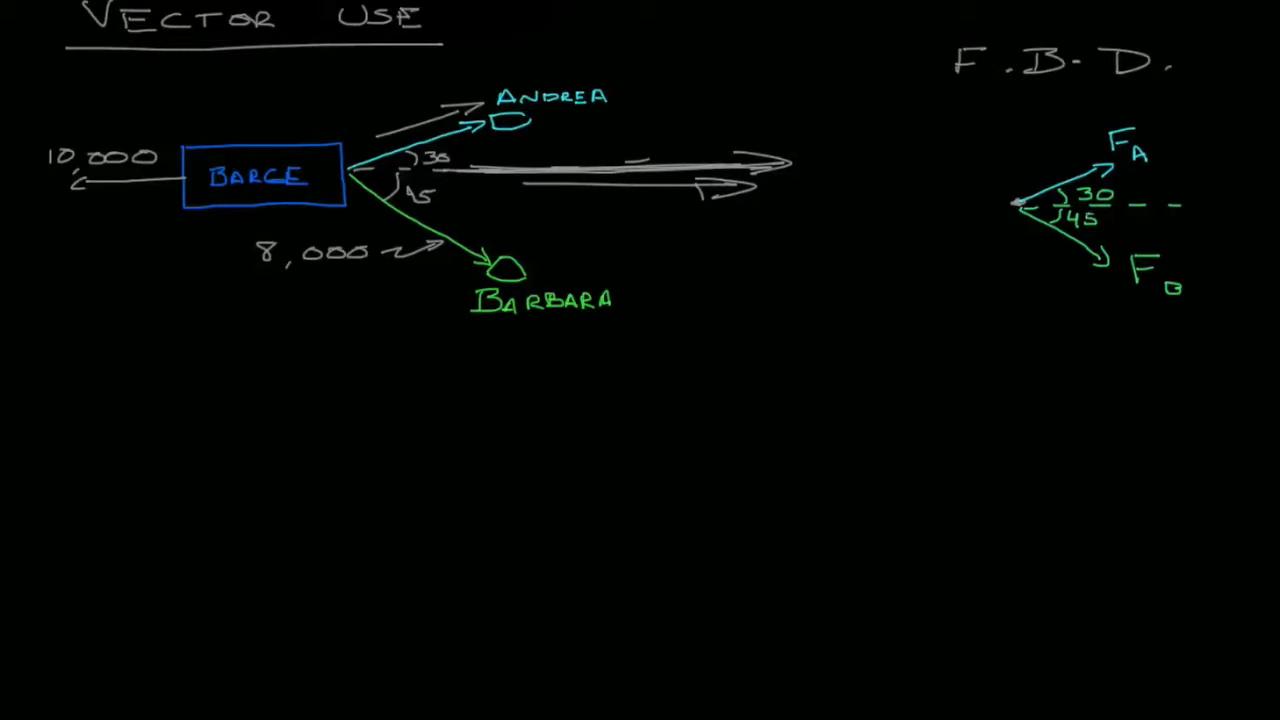 VECTOR USE
F.B.D.
ANDREA
10,000
BARGE
30
45
8,000
BARBARA
FA
30
45
FB